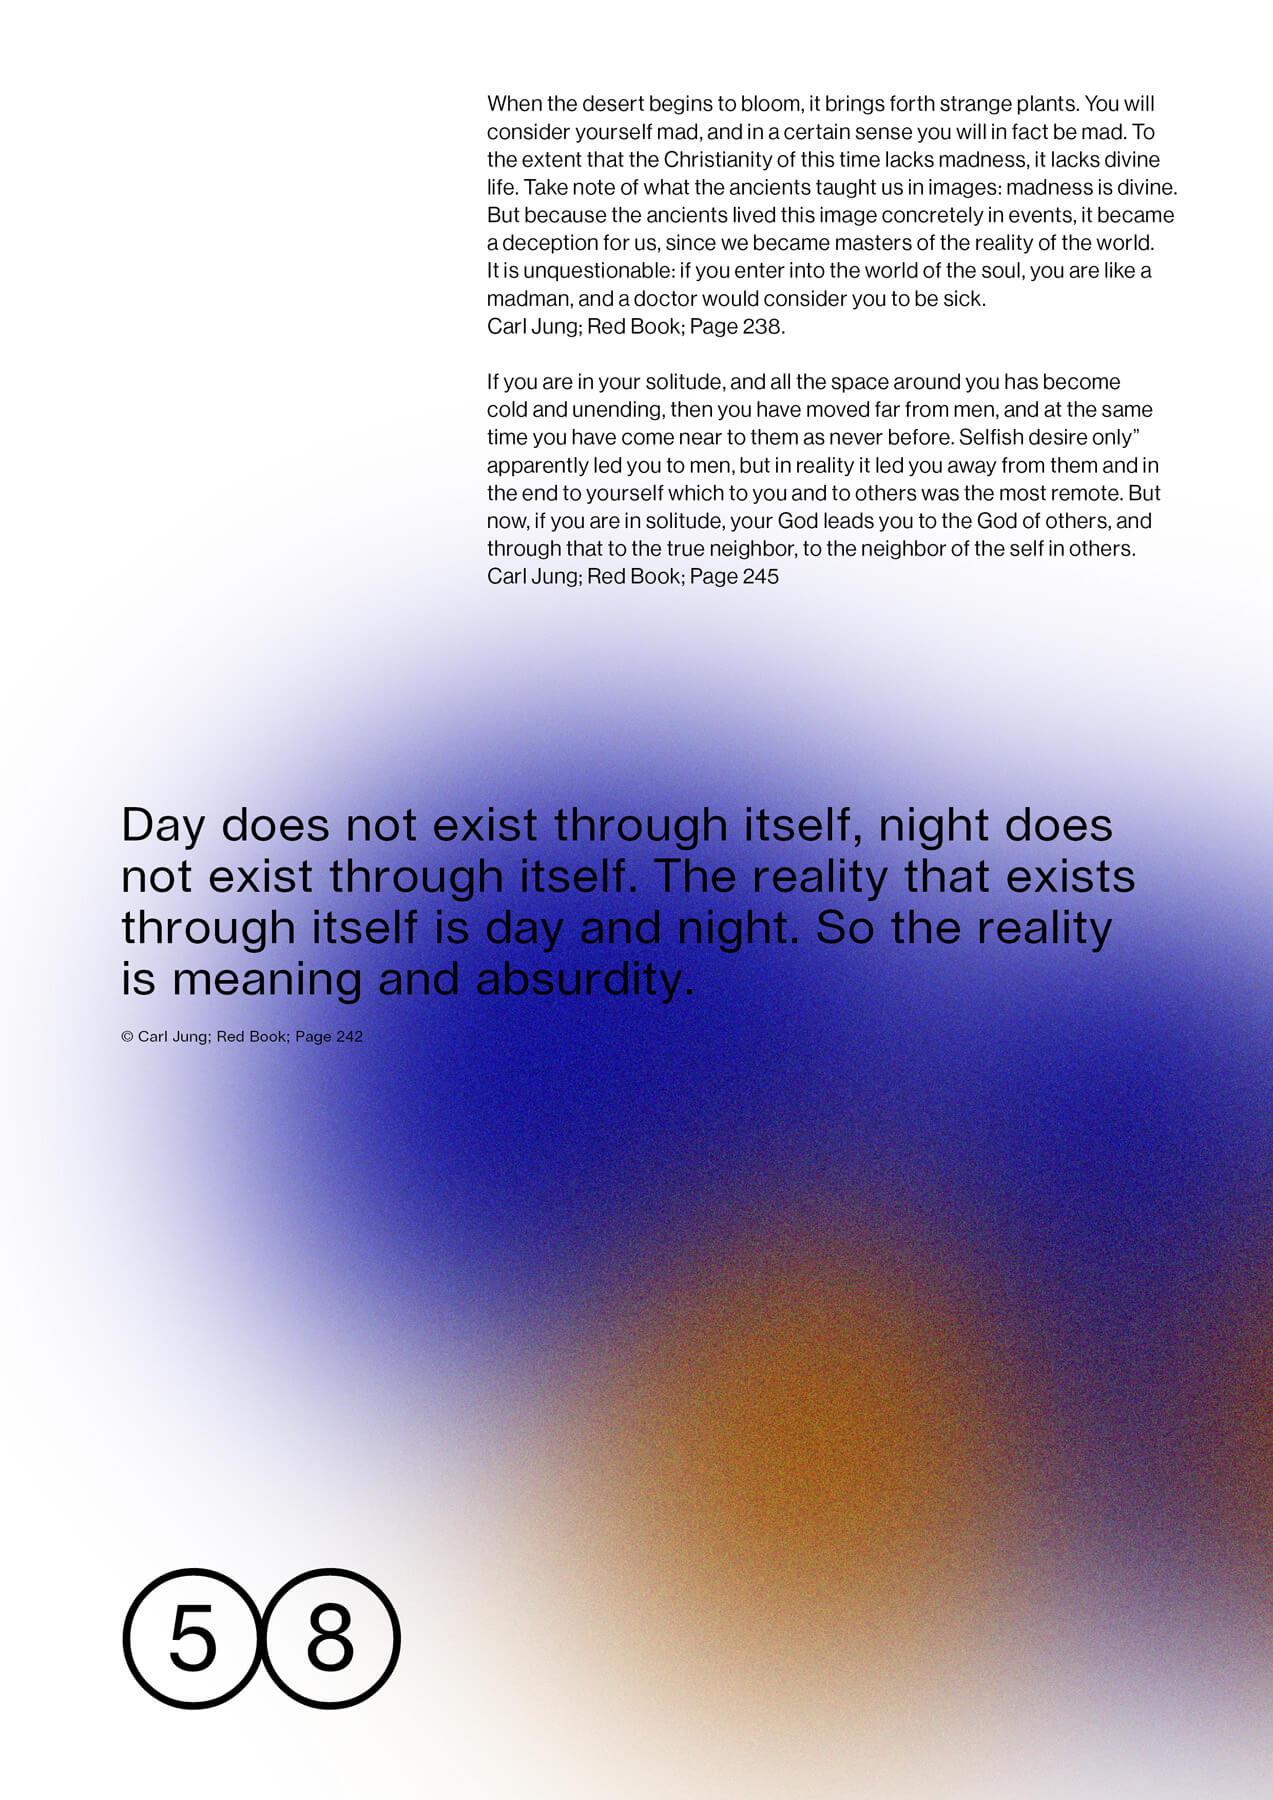 When the desert begins to bloom, it brings forth strange plants. You will
consider yourself mad, and in a certain sense you will in fact be mad. To
the extent that the Christianity of this time lacks madness, it lacks divine
life. Take note of what the ancients taught us in images: madness is divine.
But because the ancients lived this image concretely in events, it became
a deception for us, since we became masters of the reality of the world.
It is unquestionable: if you enter into the world of the soul, you are like a
madman, and a doctor would consider you to be sick.
Carl Jung; Red Book; Page 238.
If you are in your solitude, and all the space around you has become
cold and unending, then you have moved far from men, and at the same
time you have come near to them as never before. Selfish desire only”
apparently led you to men, but in reality it led you away from them and in
the end to yourself which to you and to others was the most remote. But
now, if you are in solitude, your God leads you to the God of others, and
through that to the true neighbor, to the neighbor of the self in others.
Carl Jung; Red Book; Page 245
Day does not exist through itself, night does
not exist through itself. The reality that exists
through itself is day and night. So the reality
is meaning and absurdity.
© Carl Jung; Red Book; Page 242
5 8